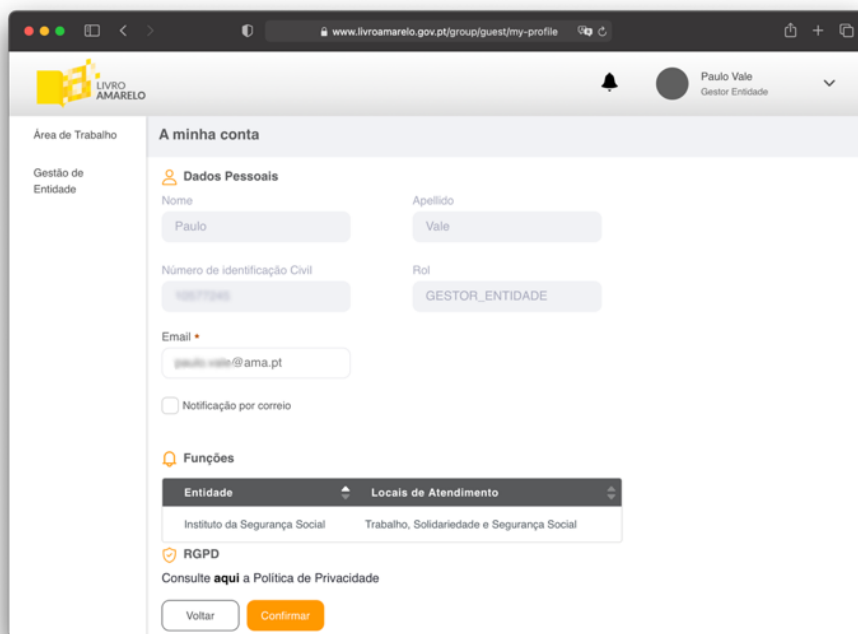 www.livroamarelo.gov.pt/group/guest/my-profile
LIVRO
AMARELO
Paulo Vale
Gestor Entidade
Área de Trabalho
Gestão de
Entidade
A minha conta
Dados Pessoais
Nome
Apellido
Paulo
Vale
Número de identificação Civil
Rol
GESTOR_ENTIDADE
Email •
@ama.pt
Notificação por correio
Funções
Entidade
Locais de Atendimento
Instituto da Segurança Social
Trabalho, Solidariedade e Segurança Social
RGPD
Consulte aqui a Política de Privacidade
Voltar
Confirmar